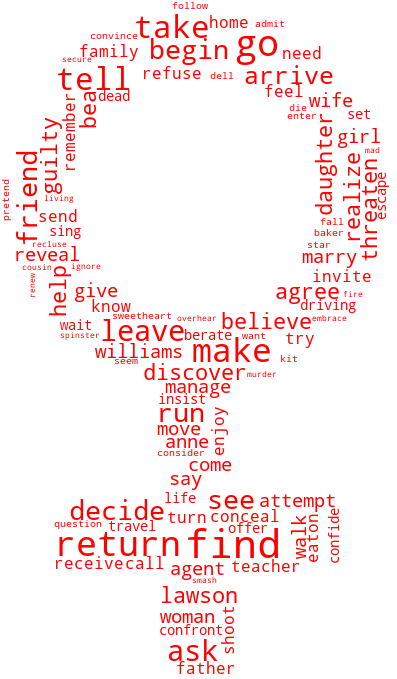 follow
take home admit
convince go
family begin need
secure
tell refuse dell arrive
bea dead feel
remember die wife
enter set
guilty daughter girl
friend realize threaten mad
escape
pretend living
send fall
sing baker
recluse star
reveal marry
cousin ignore
renew help invite
give agree fire
know driving
sweetheart overhear believe embrace
wait leave berate want try
spinster
williams make
seem kit
discover murder
manage
insist
run enjoy
move
anne
consider
come
say
life see attempt
decide conceal
question travel turn offer walk eaton confide
return find
receive call agent teacher
smash
lawson
woman shoot
confront
ask
father